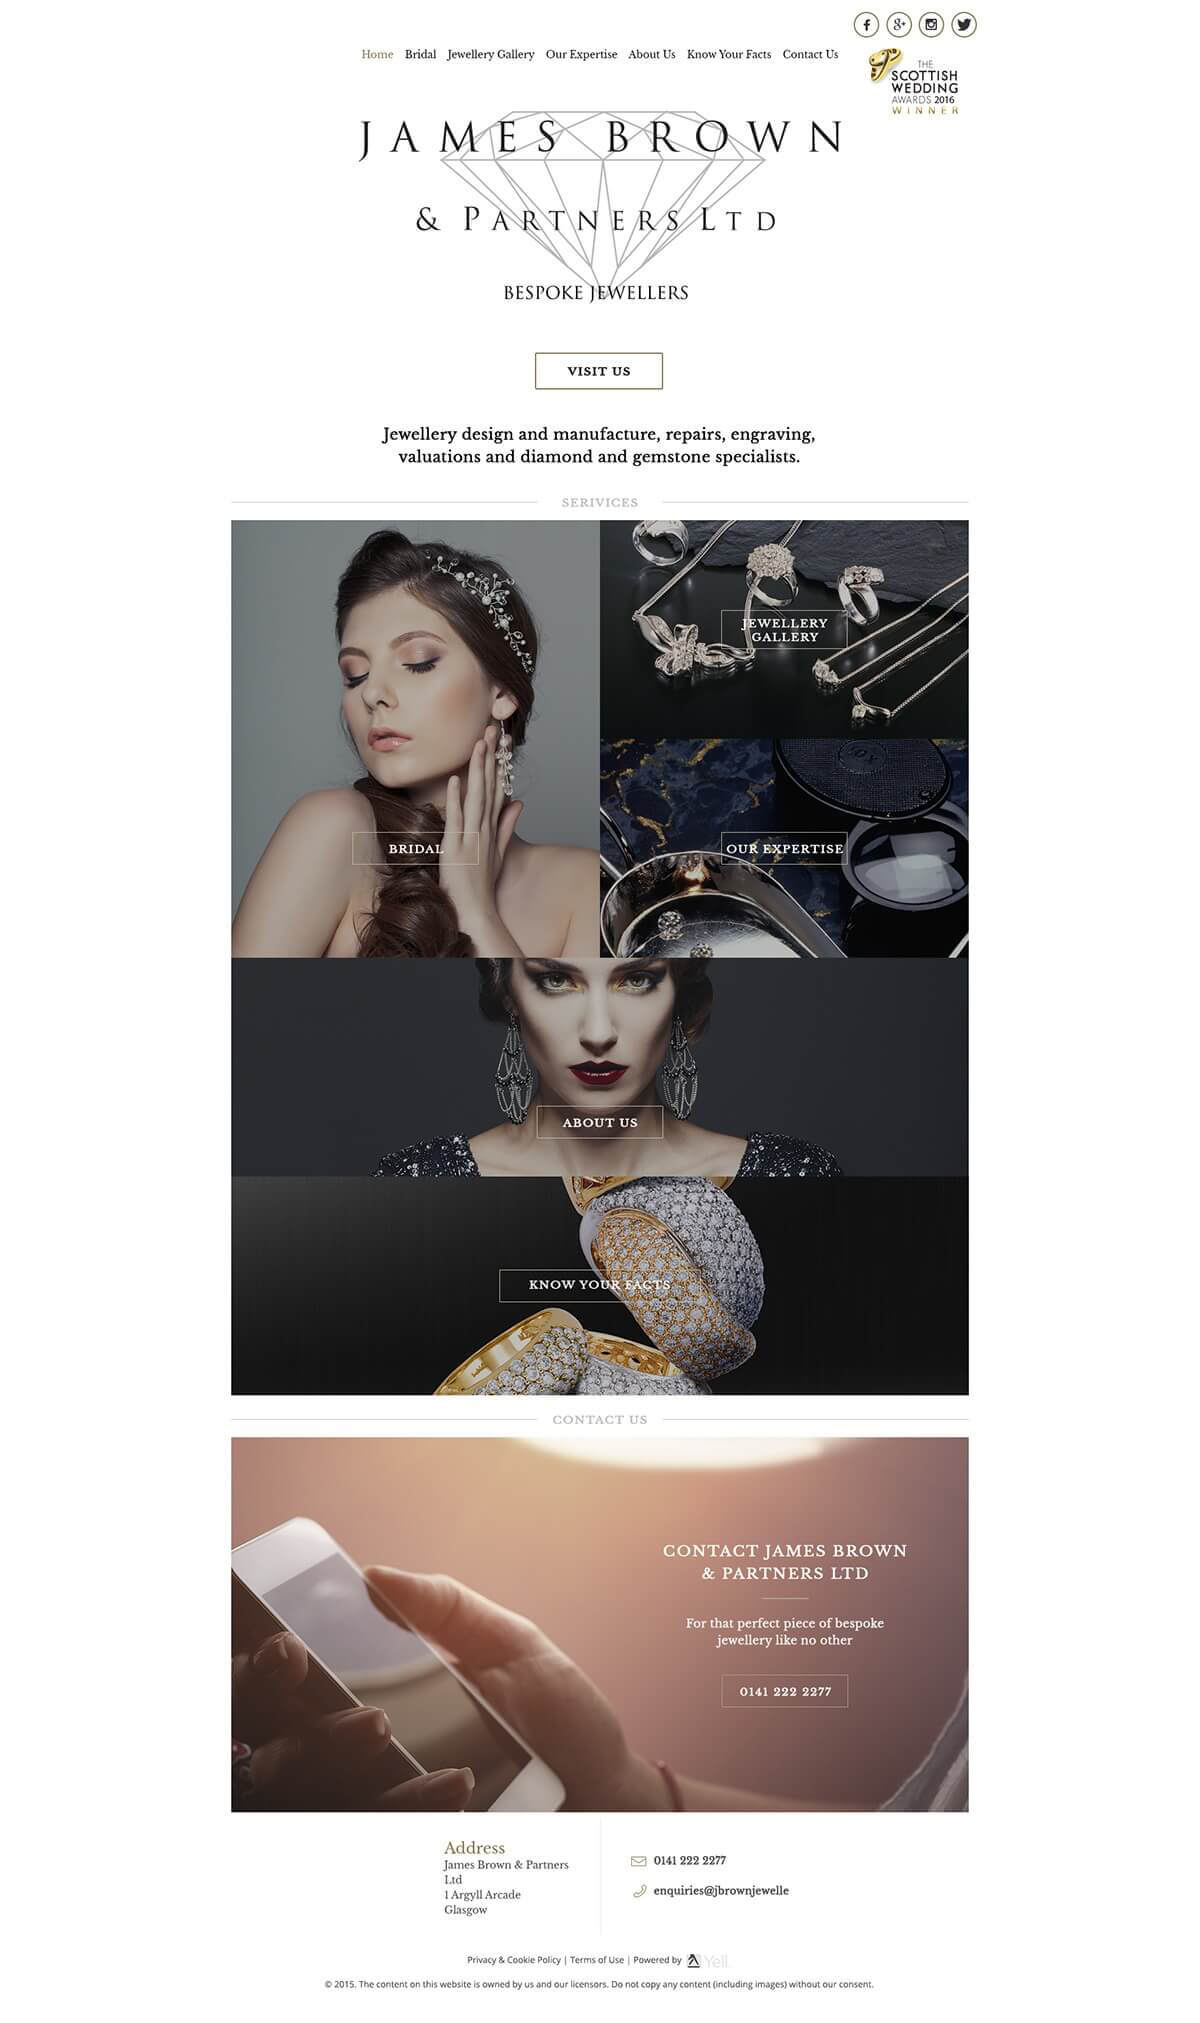 Home Bridal Jewellery Gallery Our Expertise About Us Know Your Facts Contact Us
THE
SCOTTISH
WEDDING
AWARDS 2016
WINNER
JAMES BROWN
& PARTNERS LTD
BESPOKE JEWELLERS
VISIT US
Jewellery design and manufacture, repairs, engraving,
valuations and diamond and gemstone specialists.
SERIVICES
JEWELLERY
GALLERY
BRIDAL
OUR EXPERTISE
ABOUT US
KNOW YOUR FACTS
CONTACT US
CONTACT JAMES BROWN
& PARTNERS LTD
For that perfect piece of bespoke
jewellery like no other
0141 222 2277
Address
James Brown & Partners
Ltd
1 Argyll Arcade
Glasgow
0141 222 2277
enquiries@jbrownjewelle
Privacy & Cookie Policy | Terms of Use | Powered by Yell.
© 2015. The content on this website is owned by us and our licensors. Do not copy any content (including images) without our consent.